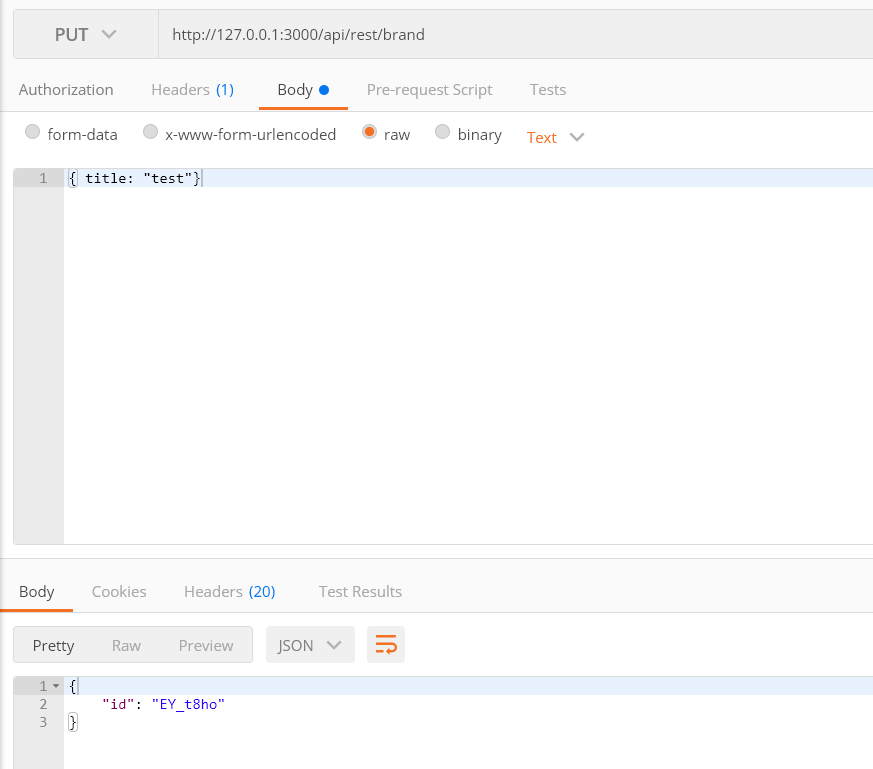 PUT http://127.0.0.1:3000/api/rest/brand
Authorization Headers (1) Body Pre-request Script Tests
form-data x-www-form-urlencoded raw binary Text
1 { title: "test"}
Body Cookies Headers (20) Test Results
Pretty Raw Preview JSON
1 {
2 "id": "EY_t8ho"
3 }